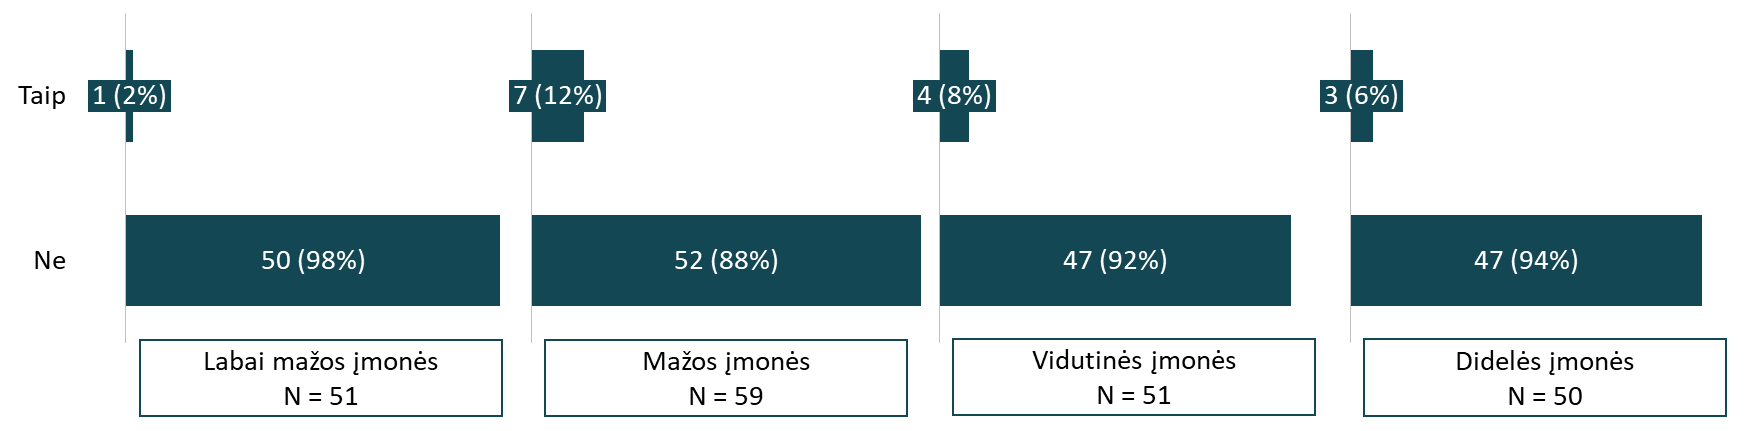 Taip
1 (2%)
7 (12%)
4 (8%)
3 (6%)
Ne
50 (98%)
52 (88%)
47 (92%)
47 (94%)
Labai mažos įmonės
N = 51
Mažos įmonės
N = 59
Vidutinės įmonės
N = 51
Didelės įmonės
N = 50